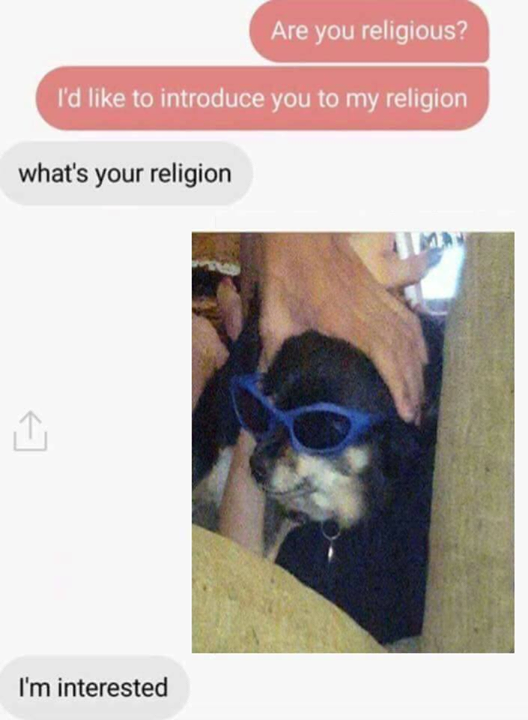 Are you religious?
I'd like to introduce you to my religion
what's your religion
I'm interested